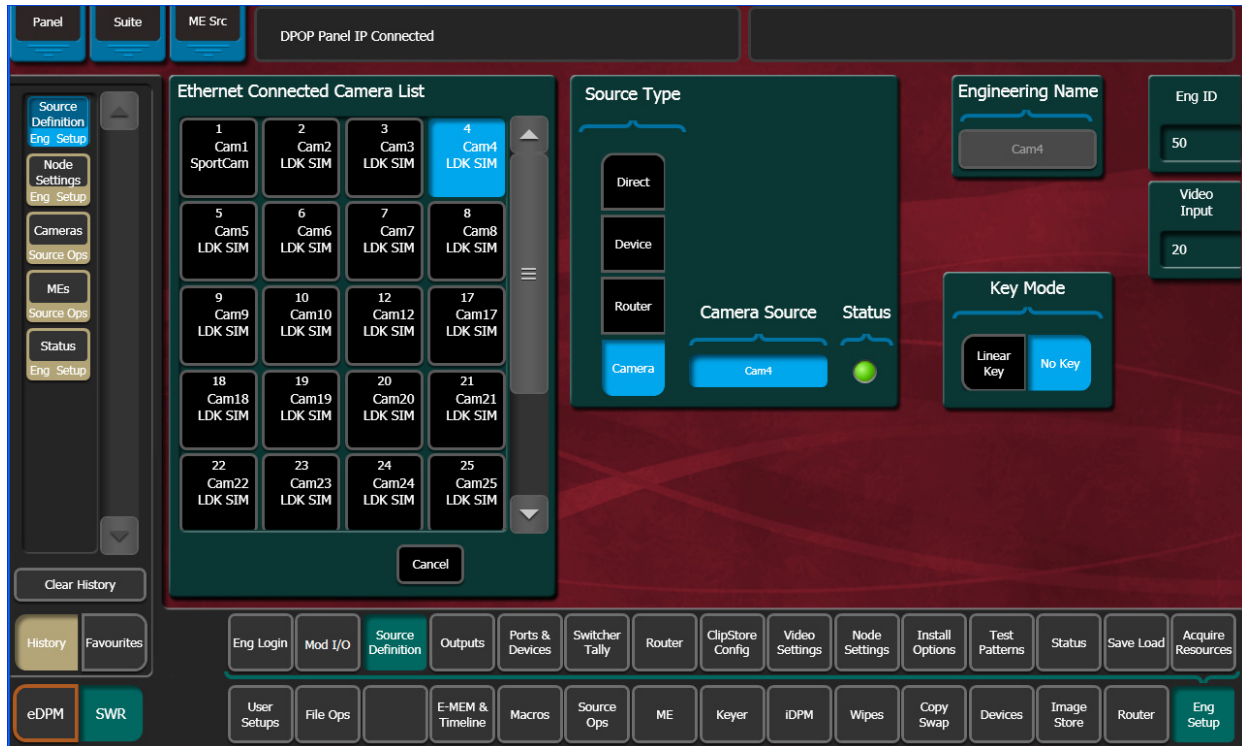 Panel
Suite
ME Src
DPOP Panel IP Connected
Source
Definition
Eng Setup
Node
Settings
Eng Setup
Cameras
Source Ops
MEs
Source Ops
Status
Eng Setup
Clear History
History
Favourites
eDPM
SWR
Ethernet Connected Camera List
1
Cam1
SportCam
2
Cam2
LDK SIM
3
Cam3
LDK SIM
4
Cam4
LDK SIM
5
Cam5
LDK SIM
6
Cam6
LDK SIM
7
Cam7
LDK SIM
8
Cam8
LDK SIM
9
Cam9
LDK SIM
10
Cam10
LDK SIM
12
Cam12
LDK SIM
17
Cam17
LDK SIM
18
Cam18
LDK SIM
19
Cam19
LDK SIM
20
Cam20
LDK SIM
21
Cam21
LDK SIM
22
Cam22
LDK SIM
23
Cam23
LDK SIM
24
Cam24
LDK SIM
25
Cam25
LDK SIM
Cancel
Source Type
Direct
Device
Router
Camera
Camera Source
Cam4
Status
Engineering Name
Cam4
Eng ID
50
Video
Input
20
Key Mode
Linear
Key
No Key
Eng Login
Mod I/O
Source
Definition
Outputs
Ports &
Devices
Switcher
Tally
Router
ClipStore
Config
Video
Settings
Node
Settings
Install
Options
Test
Patterns
Status
Save Load
Acquire
Resources
User
Setups
File Ops
E-MEM &
Timeline
Macros
Source
Ops
ME
Keyer
iDPM
Wipes
Copy
Swap
Devices
Image
Store
Router
Eng
Setup